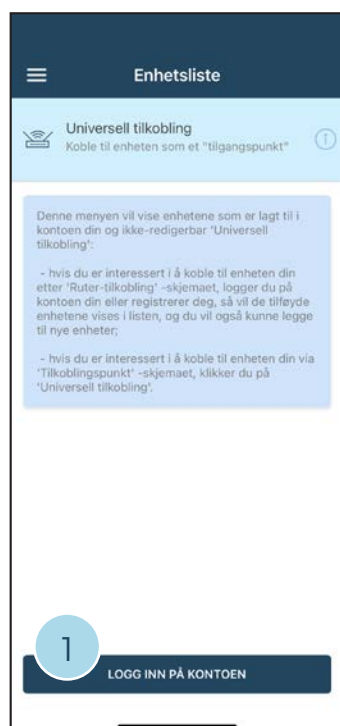 Enhetsliste
Universell tilkobling
Koble til enheten som et "tilgangspunkt"
Denne menyen vil vise enhetene som er lagt til i
kontoen din og ikke-redigerbar 'Universell
tilkobling':
- hvis du er interessert i å koble til enheten din
etter 'Ruter-tilkobling' -skjemaet, logger du på
kontoen din eller registrerer deg, så vil de tilføyde
enhetene vises i listen, og du vil også kunne legge
til nye enheter;
- hvis du er interessert i å koble til enheten din via
'Tilkoblingspunkt' -skjemaet, klikker du på
'Universell tilkobling'.
1
LOGG INN PÅ KONTOEN